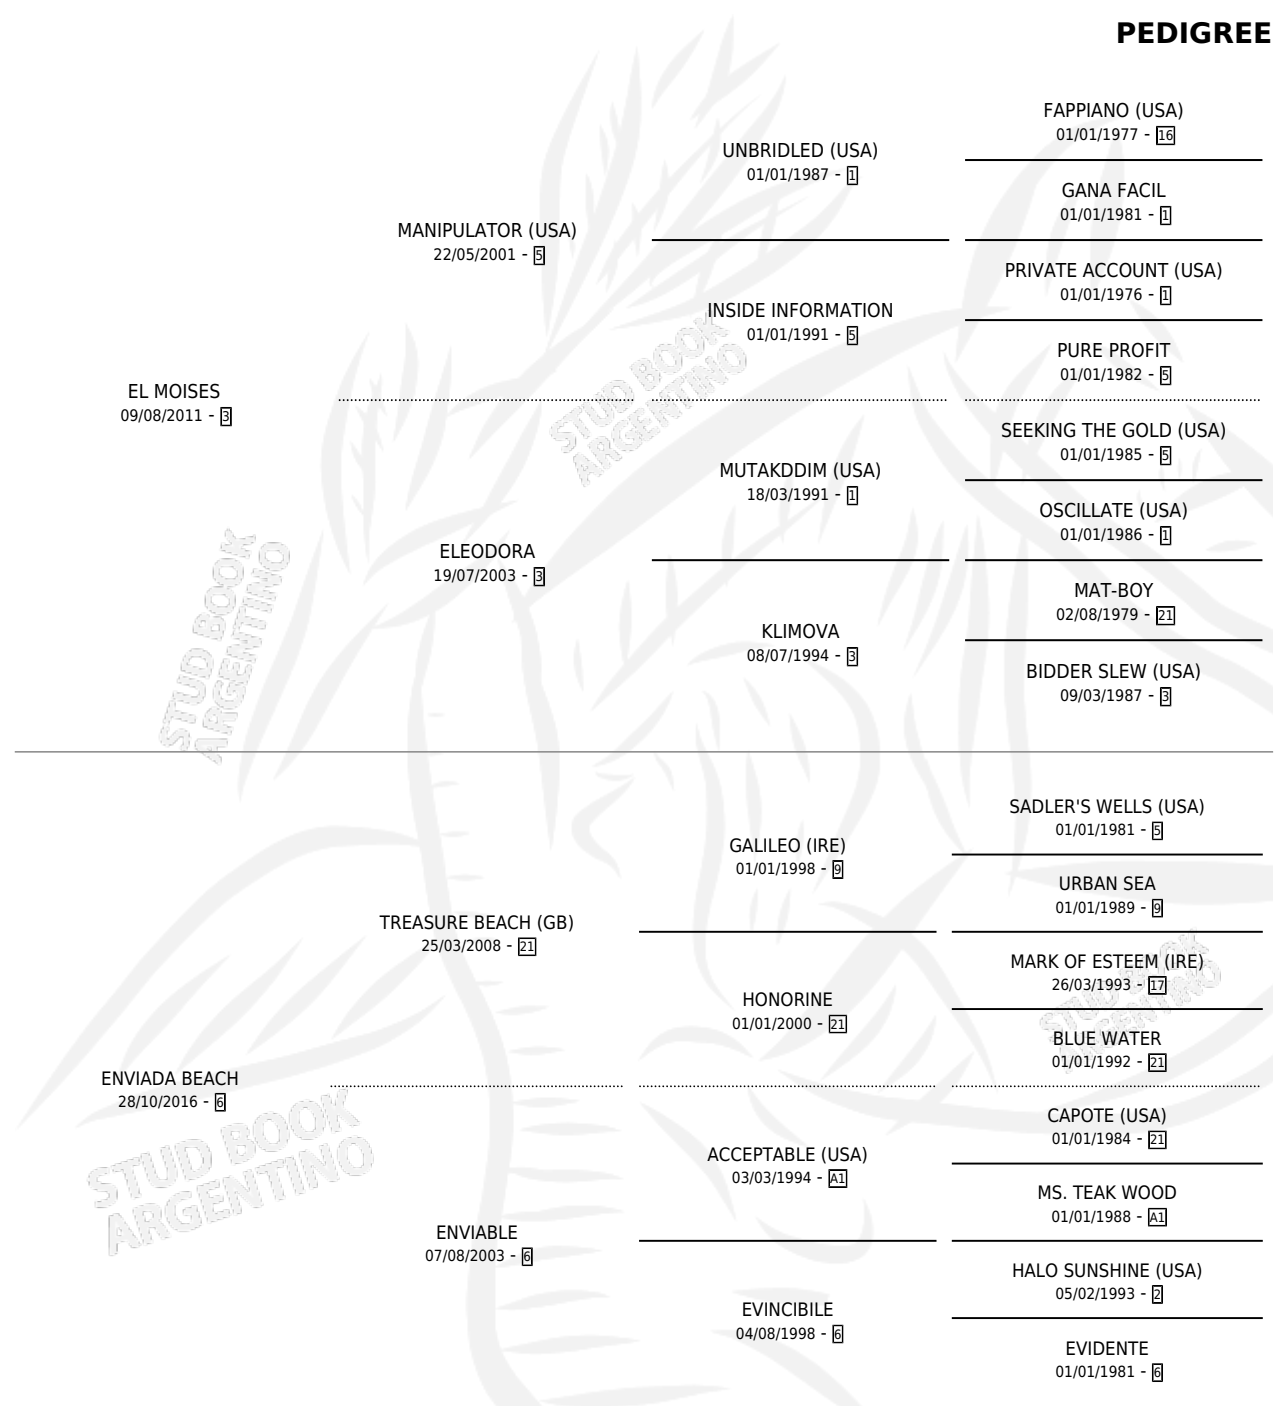 PEDIGREE
FAPPIANO (USA)
01/01/1977 - 16
UNBRIDLED (USA)
01/01/1987 - 1
GANA FACIL
01/01/1981 - 1
MANIPULATOR (USA)
22/05/2001 - 5
PRIVATE ACCOUNT (USA)
01/01/1976 - 1
INSIDE INFORMATION
01/01/1991 - 5
PURE PROFIT
01/01/1982 - 5
EL MOISES
09/08/2011 - 3
STUD BOOK
ARGENTINO
SEEKING THE GOLD (USA)
01/01/1985 - 5
MUTAKDDIM (USA)
18/03/1991 - 1
OSCILLATE (USA)
01/01/1986 - 1
ELEODORA
19/07/2003 - 3
MAT-BOY
02/08/1979 - 21
KLIMOVA
08/07/1994 - 3
BIDDER SLEW (USA)
09/03/1987 - 3
STUD BOOK
ARGENTINO
SADLER'S WELLS (USA)
01/01/1981 - 5
GALILEO (IRE)
01/01/1998 - 9
URBAN SEA
01/01/1989 - 9
TREASURE BEACH (GB)
25/03/2008 - 21
MARK OF ESTEEM (IRE)
26/03/1993 - 17
HONORINE
01/01/2000 - 21
BLUE WATER
01/01/1992 - 21
STUD BOOK
ARGENTINO
ENVIADA BEACH
28/10/2016 - 6
CAPOTE (USA)
01/01/1984 - 21
ACCEPTABLE (USA)
03/03/1994 - A1
MS. TEAK WOOD
01/01/1988 - A1
STUD BOOK
ARGENTINO
ENVIABLE
07/08/2003 - 6
HALO SUNSHINE (USA)
05/02/1993 - 2
EVINCIBILE
04/08/1998 - 6
EVIDENTE
01/01/1981 - 6